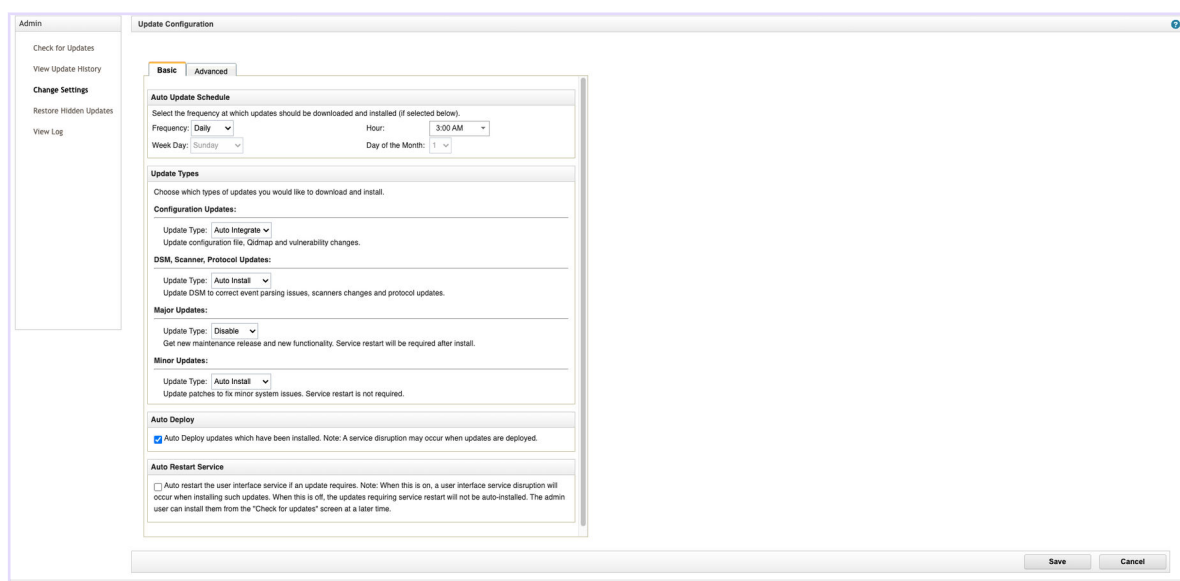 Admin
Check for Updates
View Update History
Change Settings
Restore Hidden Updates
View Log
Update Configuration
?
Basic Advanced
Auto Update Schedule
Select the frequency at which updates should be downloaded and installed (if selected below).
Frequency: Daily Hour: 3:00 AM
Week Day: Sunday Day of the Month: 1
Update Types
Choose which types of updates you would like to download and install.
Configuration Updates:
Update Type: Auto Integrate
Update configuration file, Qidmap and vulnerability changes.
DSM, Scanner, Protocol Updates:
Update Type: Auto Install
Update DSM to correct event parsing issues, scanners changes and protocol updates.
Major Updates:
Update Type: Disable
Get new maintenance release and new functionality. Service restart will be required after install.
Minor Updates:
Update Type: Auto Install
Update patches to fix minor system issues. Service restart is not required.
Auto Deploy
Auto Deploy updates which have been installed. Note: A service disruption may occur when updates are deployed.
Auto Restart Service
Auto restart the user interface service if an update requires. Note: When this is on, a user interface service disruption will
occur when installing such updates. When this is off, the updates requiring service restart will not be auto-installed. The admin
user can install them from the "Check for updates" screen at a later time.
Save Cancel